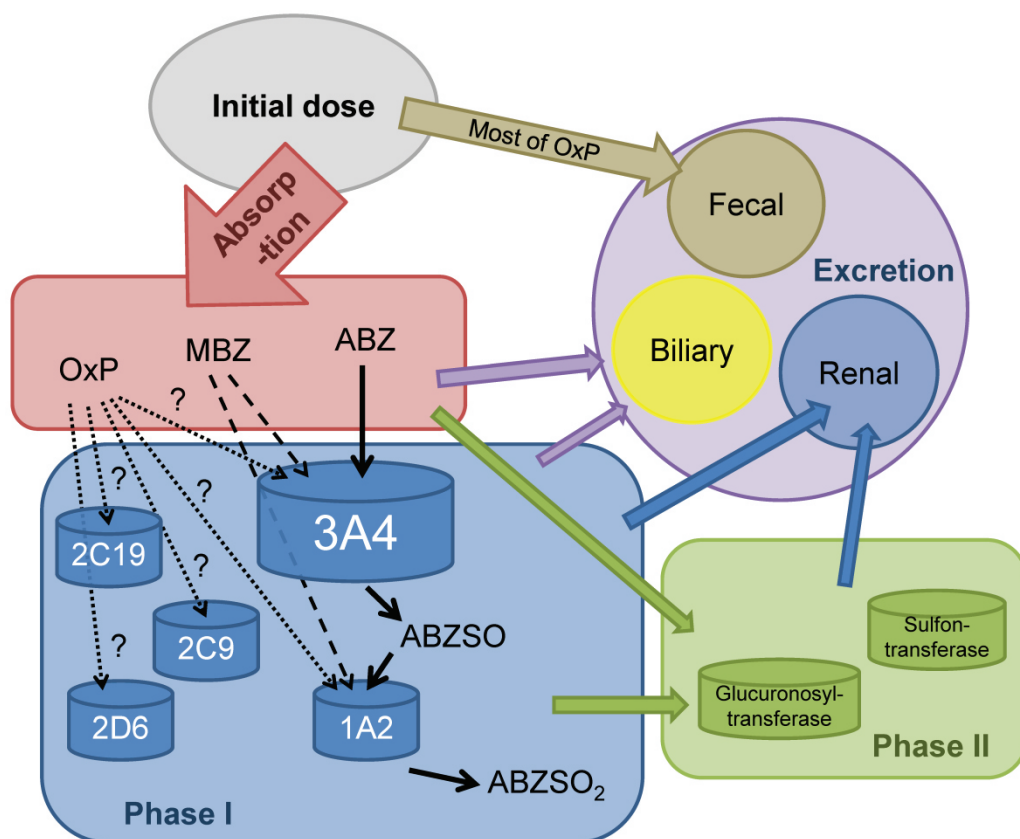 Initial dose
Most of OxP
Absorp
-tion
Fecal
Excretion
Biliary
Renal
OxP
MBZ
ABZ
?
?
?
?
?
3A4
2C19
2C9
2D6
1A2
ABZSO
ABZSO₂
Phase I
Sulfon-
transferase
Glucuronosyl-
transferase
Phase II